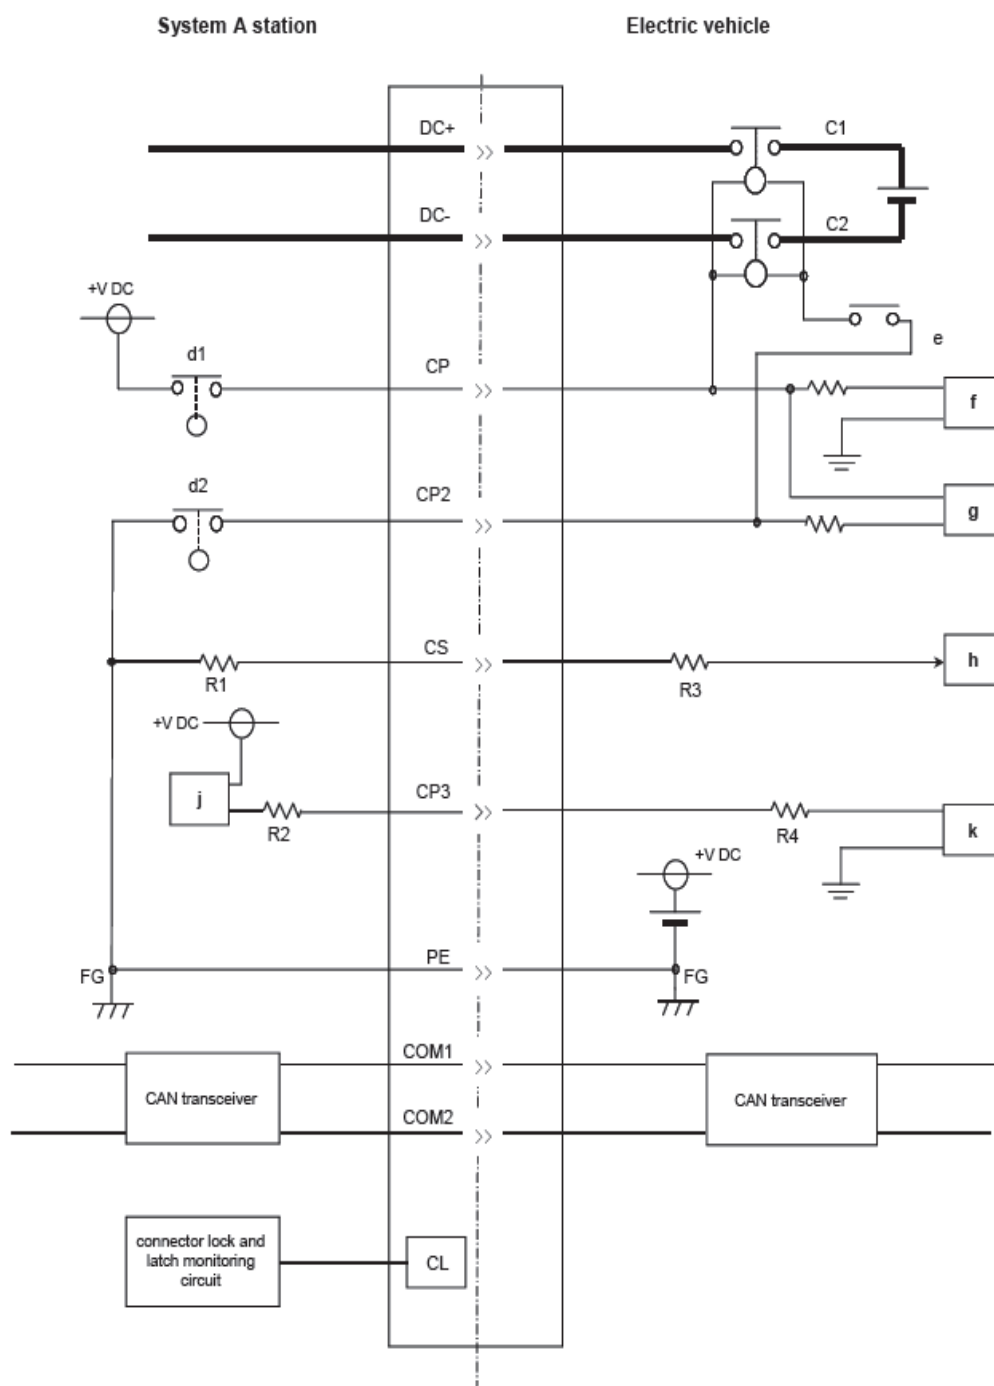 System A station
Electric vehicle
DC+
C1
DC-
C2
+V DC
d1
CP
e
f
d2
CP2
g
CS
h
R1
R3
+V DC
j
CP3
R2
R4
k
+V DC
PE
FG
FG
COM1
CAN transceiver
CAN transceiver
COM2
connector lock and
latch monitoring
circuit
CL